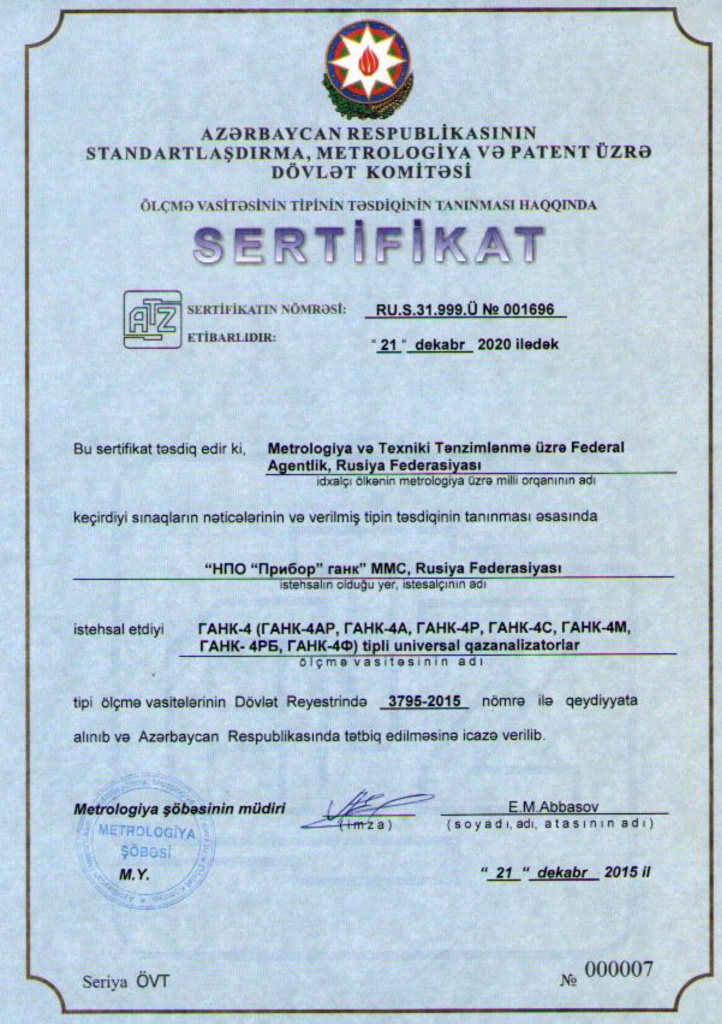 AZƏRBAYCAN RESPUBLİKASININ
STANDARTLAŞDIRMA, METROLOGİYA VƏ PATENT ÜZRƏ
DÖVLƏT KOMİTƏSİ
ÖLÇMƏ VASİTƏSİNİN TİPİNİN TƏSDİQİNİN TANINMASI HAQQINDA
SERTİFİKAT
ATZ
SERTİFİKATIN NÖMRƏSİ: RU.S.31.999.Ü № 001696
ETİBARLIDIR: “ 21 “ dekabr 2020 ilədək
Bu sertifikat təsdiq edir ki, Metrologiya və Texniki Tənzimlənmə üzrə Federal
Agentlik, Rusiya Federasiyası
idxalçı ölkənin metrologiya üzrə milli orqanının adı
keçirdiyi sınaqların nəticələrinin və verilmiş tipin təsdiqinin tanınması əsasında
“НПО “Прибор” ганк” MMC, Rusiya Federasiyası
istehsalın olduğu yer, istesalçının adı
istehsal etdiyi ГАНК-4 (ГАНК-4АР, ГАНК-4А, ГАНК-4Р, ГАНК-4С, ГАНК-4М,
ГАНК- 4РБ, ГАНК-4Ф) tipli universal qazanalizatorlar
ölçmə vasitəsinin adı
tipi ölçmə vasitələrinin Dövlət Reyestrində 3795-2015 nömrə ilə qeydiyyata
alınıb və Azərbaycan Respublikasında tətbiq edilməsinə icazə verilib.
Metrologiya şöbəsinin müdiri E.M.Abbasov
(imza) (soyadı, adı, atasının adı)
METROLOGİYA
ŞÖBƏSİ
M.Y.
“ 21 “ dekabr 2015 il
Seriya ÖVT № 000007